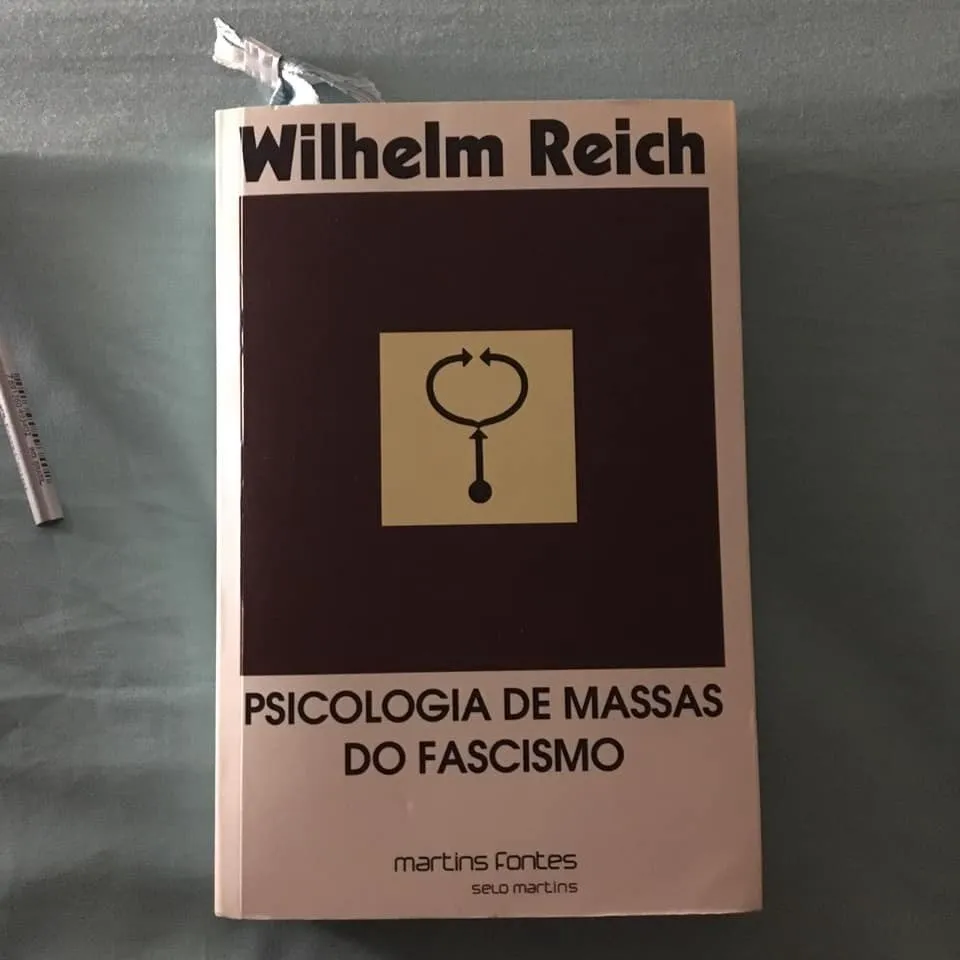 Wilhelm Reich
PSICOLOGIA DE MASSAS
DO FASCISMO
martins fontes
selo martins